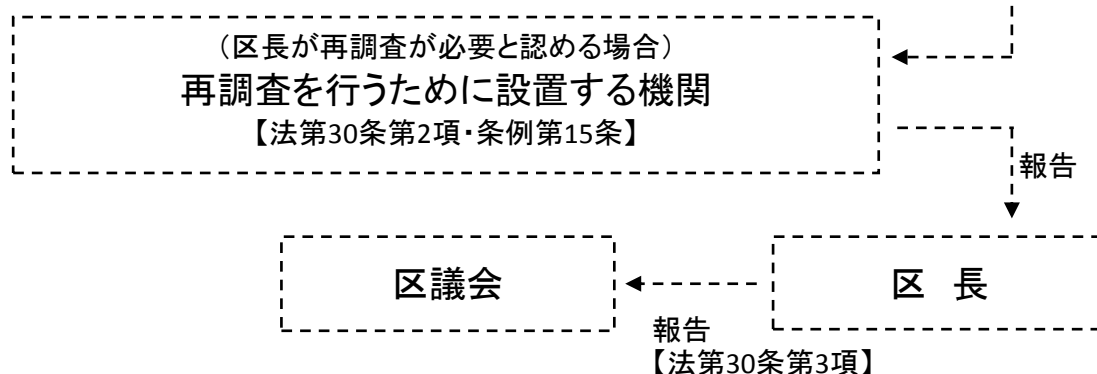 （区長が再調査が必要と認める場合）
再調査を行うために設置する機関
【法第30条第2項・条例第15条】
報告
区議会
区　長
報告
【法第30条第3項】